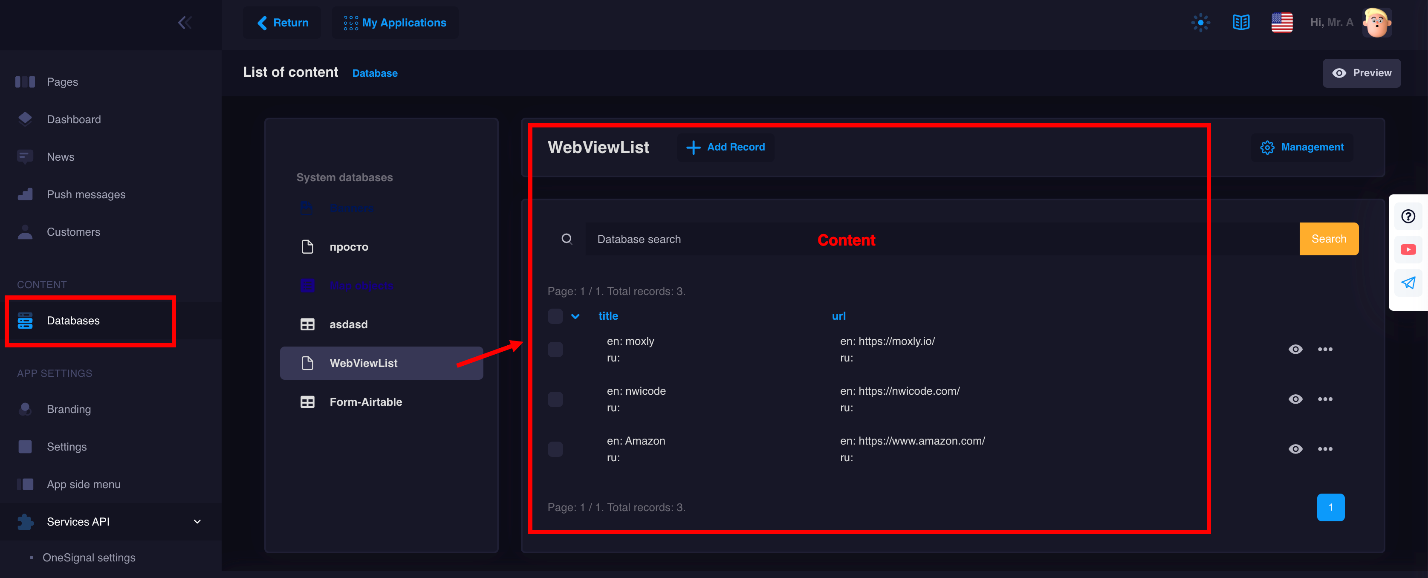 Return
My Applications
Hi, Mr. A
List of content
Database
Preview
Pages
Dashboard
News
Push messages
Customers
CONTENT
Databases
APP SETTINGS
Branding
Settings
App side menu
Services API
OneSignal settings
System databases
просто
Map objects
asdasd
WebViewList
Form-Airtable
WebViewList
Add Record
Management
Database search
Content
Search
Page: 1 / 1. Total records: 3.
title
url
en: moxly
ru:
en: https://moxly.io/
ru:
en: nwicode
ru:
en: https://nwicode.com/
ru:
en: Amazon
ru:
en: https://www.amazon.com/
ru:
Page: 1 / 1. Total records: 3.
1